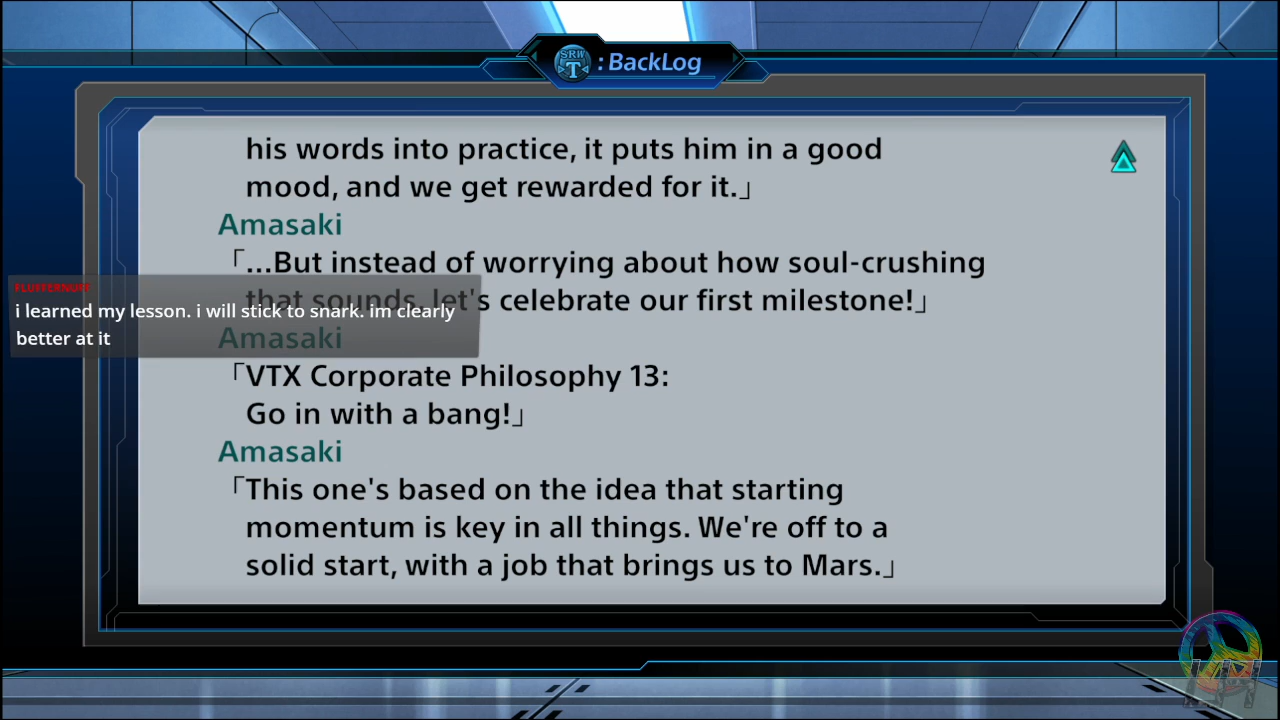 SRW
T
: BackLog
his words into practice, it puts him in a good
mood, and we get rewarded for it.」
Amasaki
「...But instead of worrying about how soul-crushing
that sounds, let's celebrate our first milestone!」
FLUFFERNUFF
i learned my lesson. i will stick to snark. im clearly
better at it
Amasaki
「VTX Corporate Philosophy 13:
Go in with a bang!」
Amasaki
「This one's based on the idea that starting
momentum is key in all things. We're off to a
solid start, with a job that brings us to Mars.」